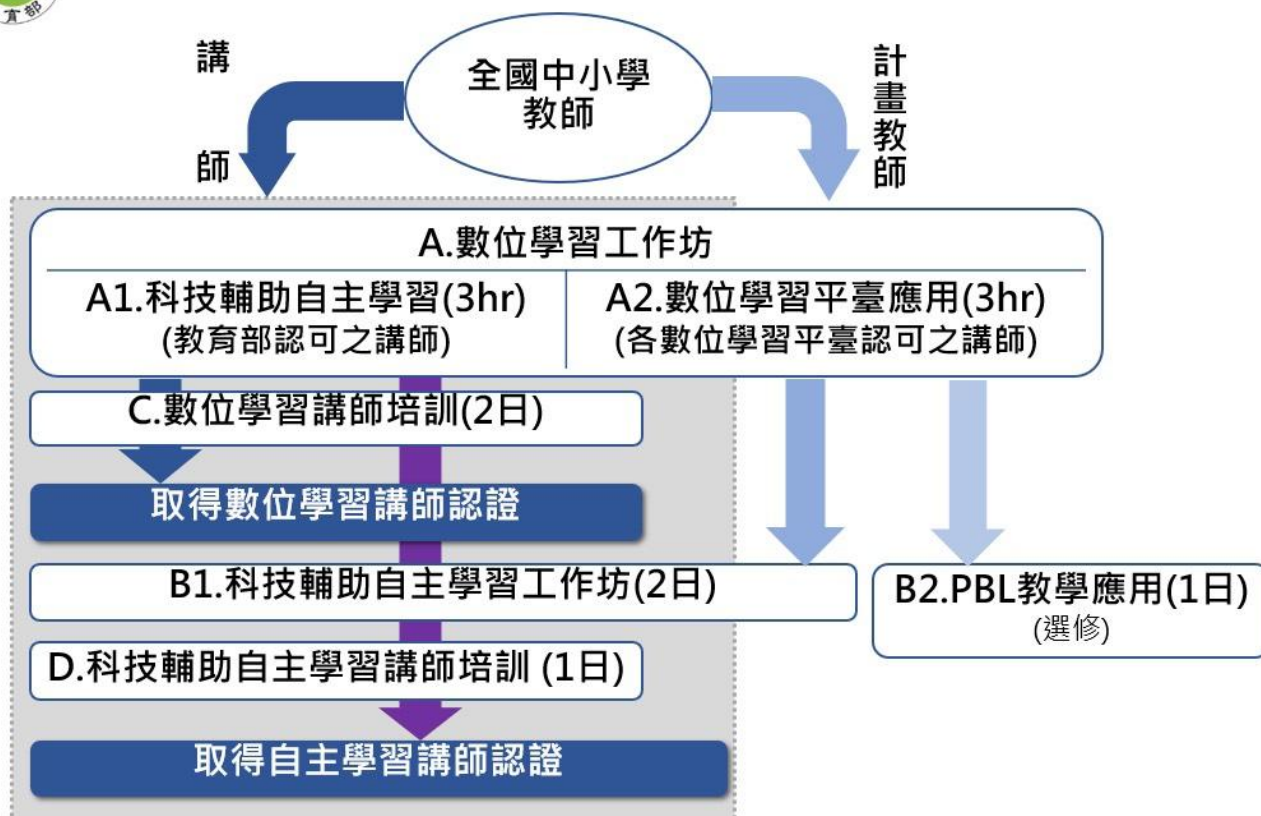 育部
講師
全國中小學
教師
計畫教師
A.數位學習工作坊
A1.科技輔助自主學習(3hr)
(教育部認可之講師)
A2.數位學習平臺應用(3hr)
(各數位學習平臺認可之講師)
C.數位學習講師培訓(2日)
取得數位學習講師認證
B1.科技輔助自主學習工作坊(2日)
B2.PBL教學應用(1日)
(選修)
D.科技輔助自主學習講師培訓 (1日)
取得自主學習講師認證